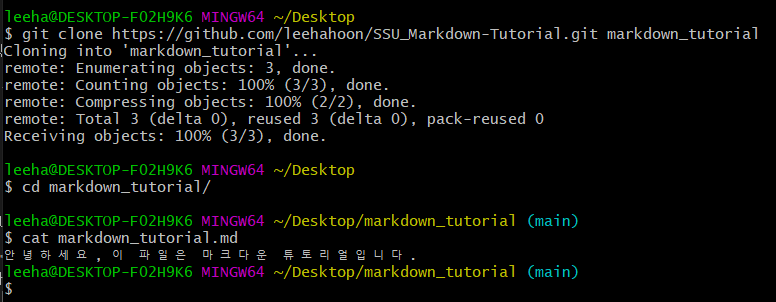 leeha@DESKTOP-FO2H9K6 MINGW64 ~/Desktop
$ git clone https://github.com/leehahoon/SSU_Markdown-Tutorial.git markdown_tutorial
Cloning into 'markdown_tutorial'...
remote: Enumerating objects: 3, done.
remote: Counting objects: 100% (3/3), done.
remote: Compressing objects: 100% (2/2), done.
remote: Total 3 (delta 0), reused 3 (delta 0), pack-reused 0
Receiving objects: 100% (3/3), done.
leeha@DESKTOP-FO2H9K6 MINGW64 ~/Desktop
$ cd markdown_tutorial/
leeha@DESKTOP-FO2H9K6 MINGW64 ~/Desktop/markdown_tutorial (main)
$ cat markdown_tutorial.md
안녕하세요, 이 파일은 마크다운 튜토리얼입니다.
leeha@DESKTOP-FO2H9K6 MINGW64 ~/Desktop/markdown_tutorial (main)
$